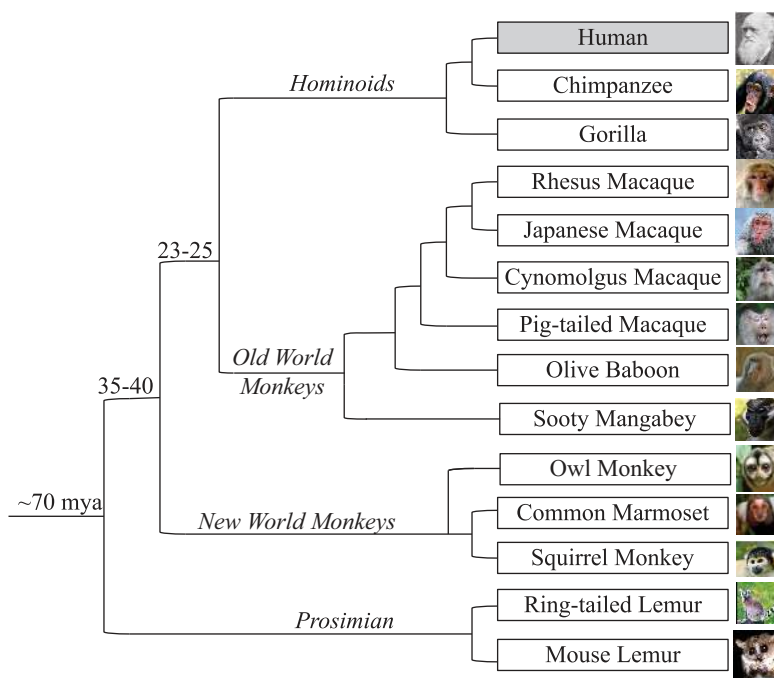 Human
Hominoids
Chimpanzee
Gorilla
Rhesus Macaque
Japanese Macaque
23-25
Cynomolgus Macaque
Pig-tailed Macaque
Old World
Monkeys
Olive Baboon
35-40
Sooty Mangabey
Owl Monkey
~70 mya
Common Marmoset
New World Monkeys
Squirrel Monkey
Ring-tailed Lemur
Prosimian
Mouse Lemur